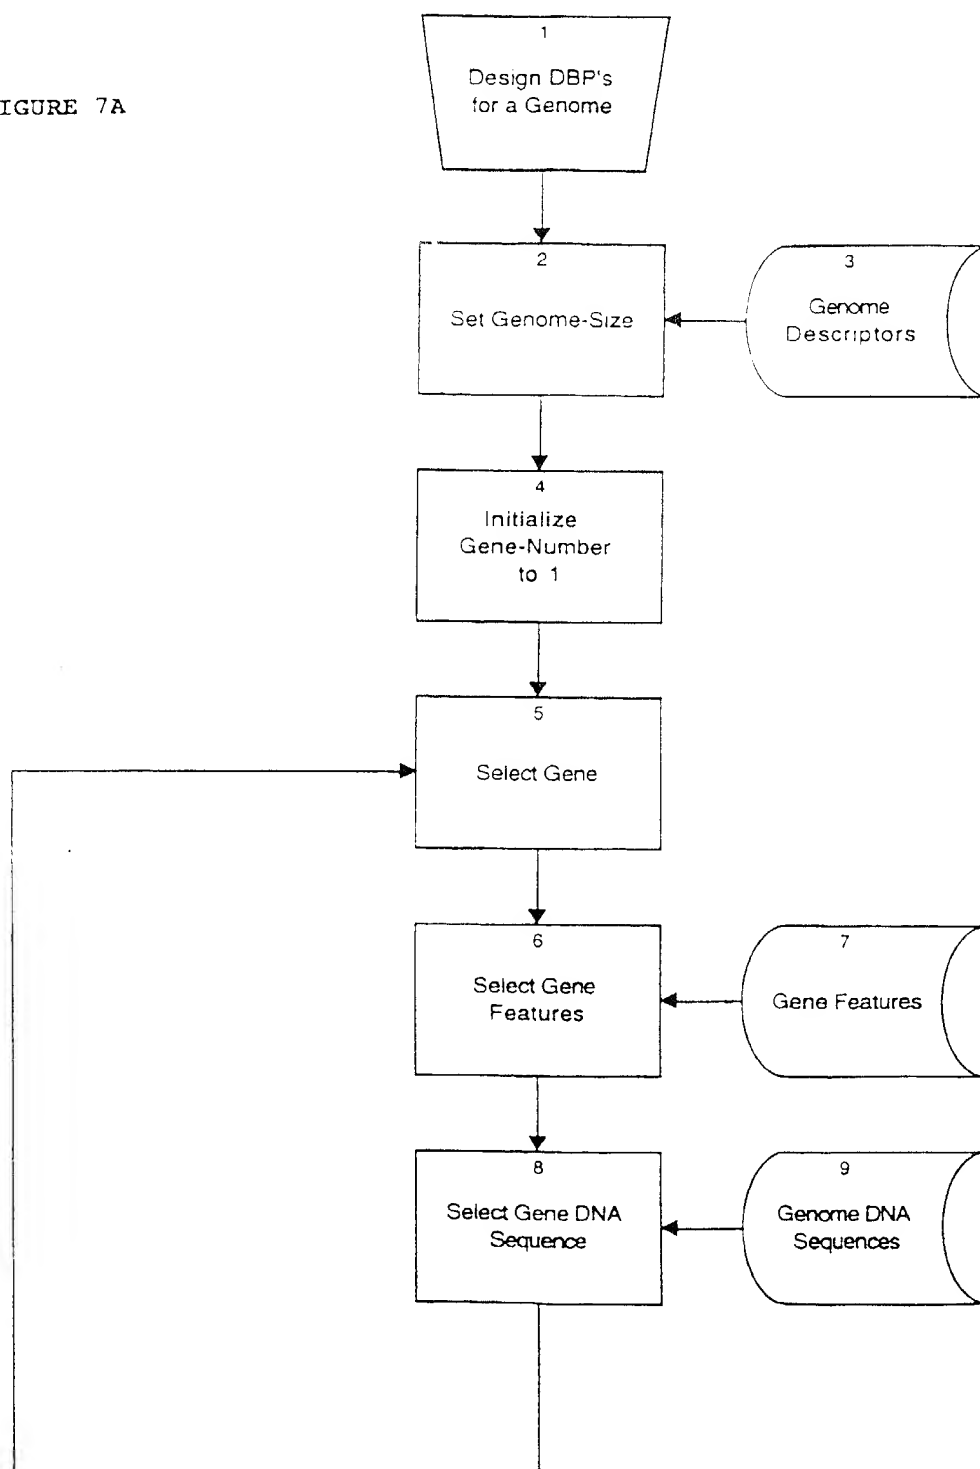 IGURE 7A
1
Design DBP's
for a Genome
2
Set Genome-Size
3
Genome
Descriptors
4
Initialize
Gene-Number
to 1
5
Select Gene
6
Select Gene
Features
7
Gene Features
8
Select Gene DNA
Sequence
9
Genome DNA
Sequences